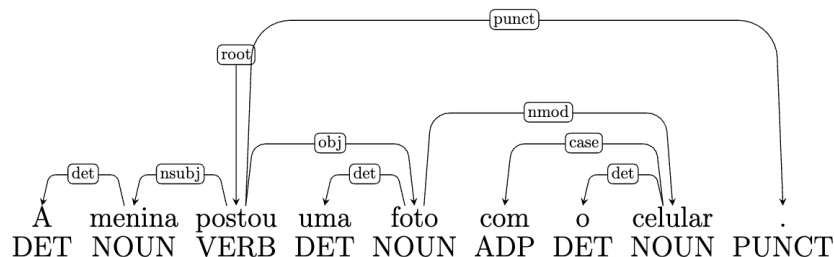 punct
root
nmod
obj case
det nsubj det det
A menina postou uma foto com o celular .
DET NOUN VERB DET NOUN ADP DET NOUN PUNCT